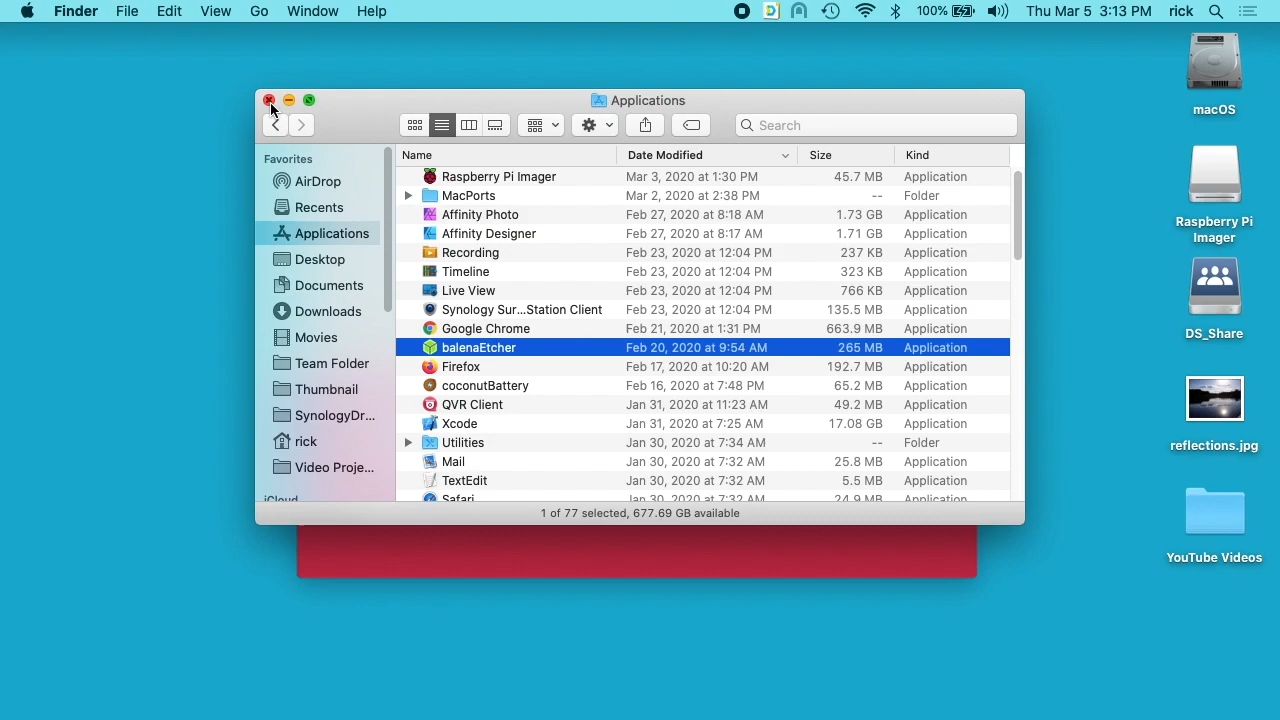 Finder File Edit View Go Window Help 100% Thu Mar 5 3:13 PM rick
Applications
Search
Favorites
AirDrop
Recents
Applications
Desktop
Documents
Downloads
Movies
Team Folder
Thumbnail
SynologyDr...
rick
Video Proje...
iCloud
Name Date Modified Size Kind
Raspberry Pi Imager Mar 3, 2020 at 1:30 PM 45.7 MB Application
MacPorts Mar 2, 2020 at 2:38 PM -- Folder
Affinity Photo Feb 27, 2020 at 8:18 AM 1.73 GB Application
Affinity Designer Feb 27, 2020 at 8:17 AM 1.71 GB Application
Recording Feb 23, 2020 at 12:04 PM 237 KB Application
Timeline Feb 23, 2020 at 12:04 PM 323 KB Application
Live View Feb 23, 2020 at 12:04 PM 766 KB Application
Synology Sur...Station Client Feb 23, 2020 at 12:04 PM 135.5 MB Application
Google Chrome Feb 21, 2020 at 1:31 PM 663.9 MB Application
balenaEtcher Feb 20, 2020 at 9:54 AM 265 MB Application
Firefox Feb 17, 2020 at 10:20 AM 192.7 MB Application
coconutBattery Feb 16, 2020 at 7:48 PM 65.2 MB Application
QVR Client Jan 31, 2020 at 11:23 AM 49.2 MB Application
Xcode Jan 31, 2020 at 7:25 AM 17.08 GB Application
Utilities Jan 30, 2020 at 7:34 AM -- Folder
Mail Jan 30, 2020 at 7:32 AM 25.8 MB Application
TextEdit Jan 30, 2020 at 7:32 AM 5.5 MB Application
Safari Jan 30, 2020 at 7:32 AM 24.9 MB Application
1 of 77 selected, 677.69 GB available
macOS
Raspberry Pi
Imager
DS_Share
reflections.jpg
YouTube Videos